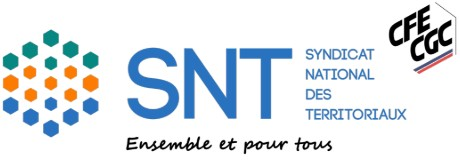 SNT
SYNDICAT
NATIONAL
DES
TERRITORIAUX
CFE
CGC
Ensemble et pour tous